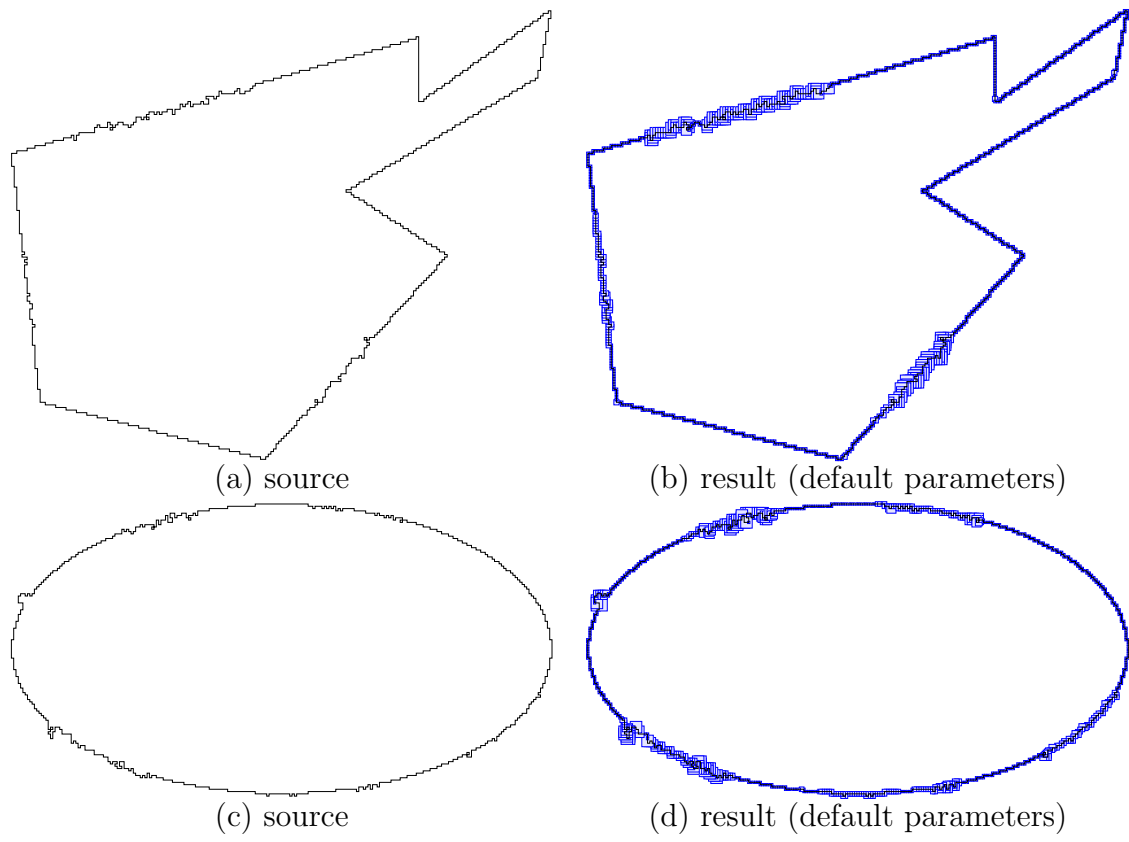 (a) source
(b) result (default parameters)
(c) source
(d) result (default parameters)